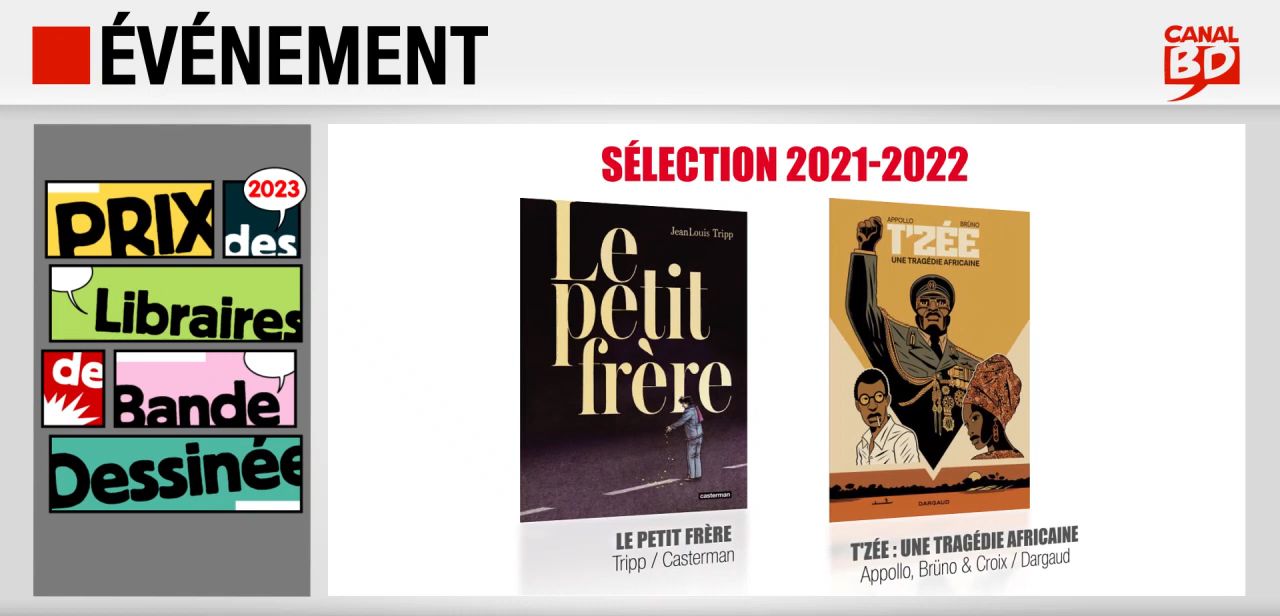 ÉVÉNEMENT
CANAL
BD
PRIX
des
2023
Libraires
de
Bande
Dessinée
SÉLECTION 2021-2022
Le
petit
frère
JeanLouis Tripp
casterman
LE PETIT FRÈRE
Tripp / Casterman
APPOLLO BRÜNO
T'ZÉE
UNE TRAGÉDIE AFRICAINE
DARGAUD
T'ZÉE : UNE TRAGÉDIE AFRICAINE
Appollo, Brüno & Croix / Dargaud